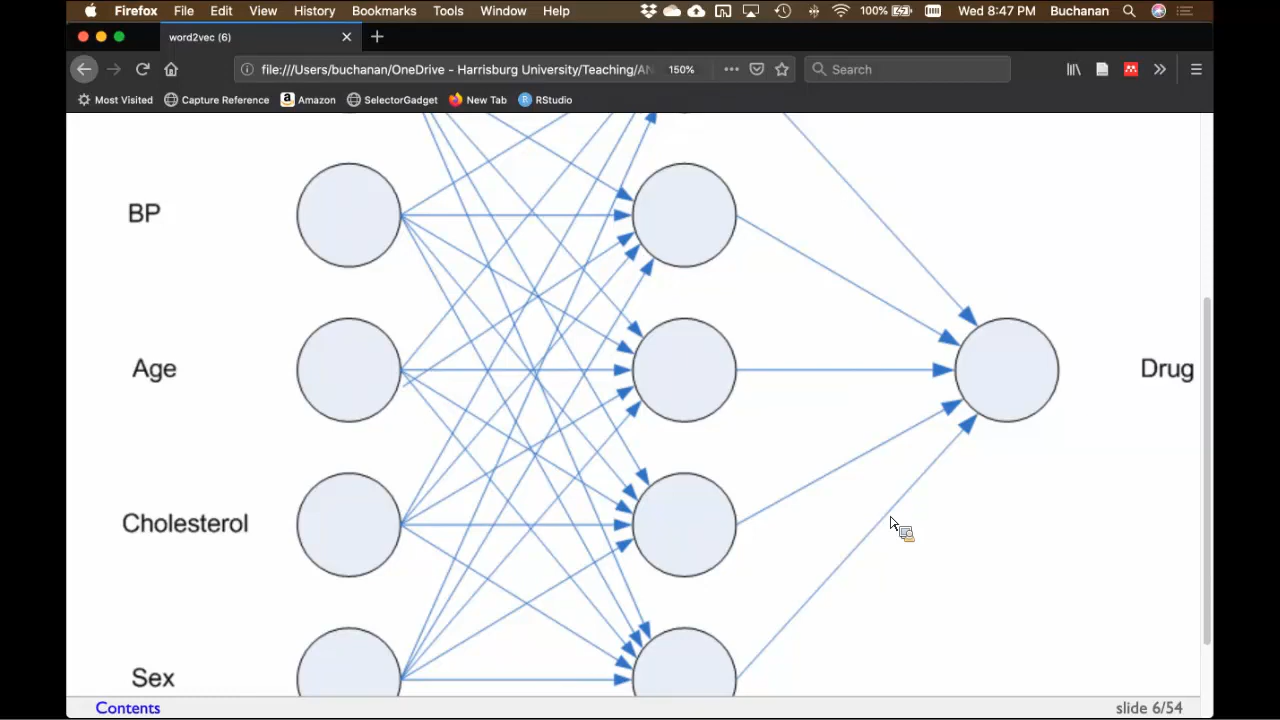 Firefox File Edit View History Bookmarks Tools Window Help 100% Wed 8:47 PM Buchanan
word2vec (6)
file:///Users/buchanan/OneDrive - Harrisburg University/Teaching/AN 150% Search
Most Visited Capture Reference Amazon SelectorGadget New Tab RStudio
BP
Age
Drug
Cholesterol
Sex
Contents slide 6/54